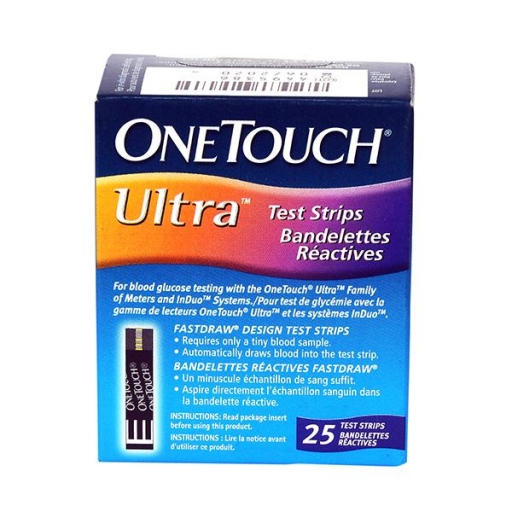 ONETOUCH®
Ultra™
Test Strips
Bandelettes
Réactives
For blood glucose testing with the OneTouch® Ultra™ Family
of Meters and InDuo™ Systems./Pour test de glycémie avec la
gamme de lecteurs OneTouch® Ultra™ et les systèmes InDuo™.
FASTDRAW® DESIGN TEST STRIPS
• Requires only a tiny blood sample.
• Automatically draws blood into the test strip.
BANDELETTES RÉACTIVES FASTDRAW®
• Un minuscule échantillon de sang suffit.
• Aspire directement l'échantillon sanguin dans
la bandelette réactive.
ONETOUCH®
ONETOUCH®
INSTRUCTIONS: Read package insert
before using this product.
INSTRUCTIONS : Lire la notice avant
d'utiliser ce produit.
25
TEST STRIPS
BANDELETTES
RÉACTIVES